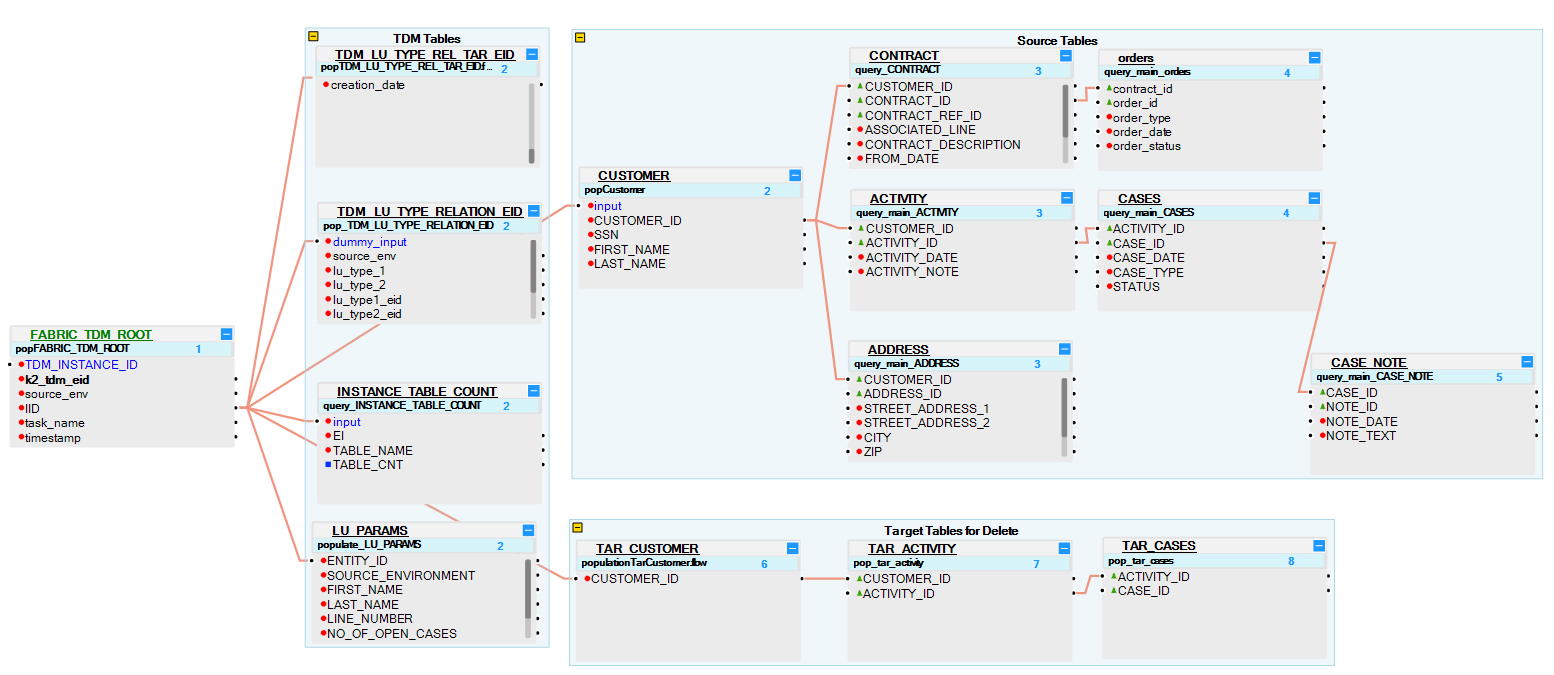 TDM Tables
TDM_LU_TYPE_REL_TAR_EID
popTDM_LU_TYPE_REL_TAR_EID.f... 2
creation_date
TDM_LU_TYPE_RELATION_EID
pop_TDM_LU_TYPE_RELATION_EID 2
dummy_input
source_env
lu_type_1
lu_type_2
lu_type1_eid
lu_type2_eid
FABRIC_TDM_ROOT
popFABRIC_TDM_ROOT 1
TDM_INSTANCE_ID
k2_tdm_eid
source_env
IID
task_name
timestamp
INSTANCE_TABLE_COUNT
query_INSTANCE_TABLE_COUNT 2
input
EI
TABLE_NAME
TABLE_CNT
LU_PARAMS
populate_LU_PARAMS 2
ENTITY_ID
SOURCE_ENVIRONMENT
FIRST_NAME
LAST_NAME
LINE_NUMBER
NO_OF_OPEN_CASES
Source Tables
CUSTOMER
popCustomer 2
input
CUSTOMER_ID
SSN
FIRST_NAME
LAST_NAME
CONTRACT
query_CONTRACT 3
CUSTOMER_ID
CONTRACT_ID
CONTRACT_REF_ID
ASSOCIATED_LINE
CONTRACT_DESCRIPTION
FROM_DATE
orders
query_main_orders 4
contract_id
order_id
order_type
order_date
order_status
ACTIVITY
query_main_ACTIVITY 3
CUSTOMER_ID
ACTIVITY_ID
ACTIVITY_DATE
ACTIVITY_NOTE
CASES
query_main_CASES 4
ACTIVITY_ID
CASE_ID
CASE_DATE
CASE_TYPE
STATUS
ADDRESS
query_main_ADDRESS 3
CUSTOMER_ID
ADDRESS_ID
STREET_ADDRESS_1
STREET_ADDRESS_2
CITY
ZIP
CASE_NOTE
query_main_CASE_NOTE 5
CASE_ID
NOTE_ID
NOTE_DATE
NOTE_TEXT
Target Tables for Delete
TAR_CUSTOMER
populationTarCustomer.flow 6
CUSTOMER_ID
TAR_ACTIVITY
pop_tar_activity 7
CUSTOMER_ID
ACTIVITY_ID
TAR_CASES
pop_tar_cases 8
ACTIVITY_ID
CASE_ID